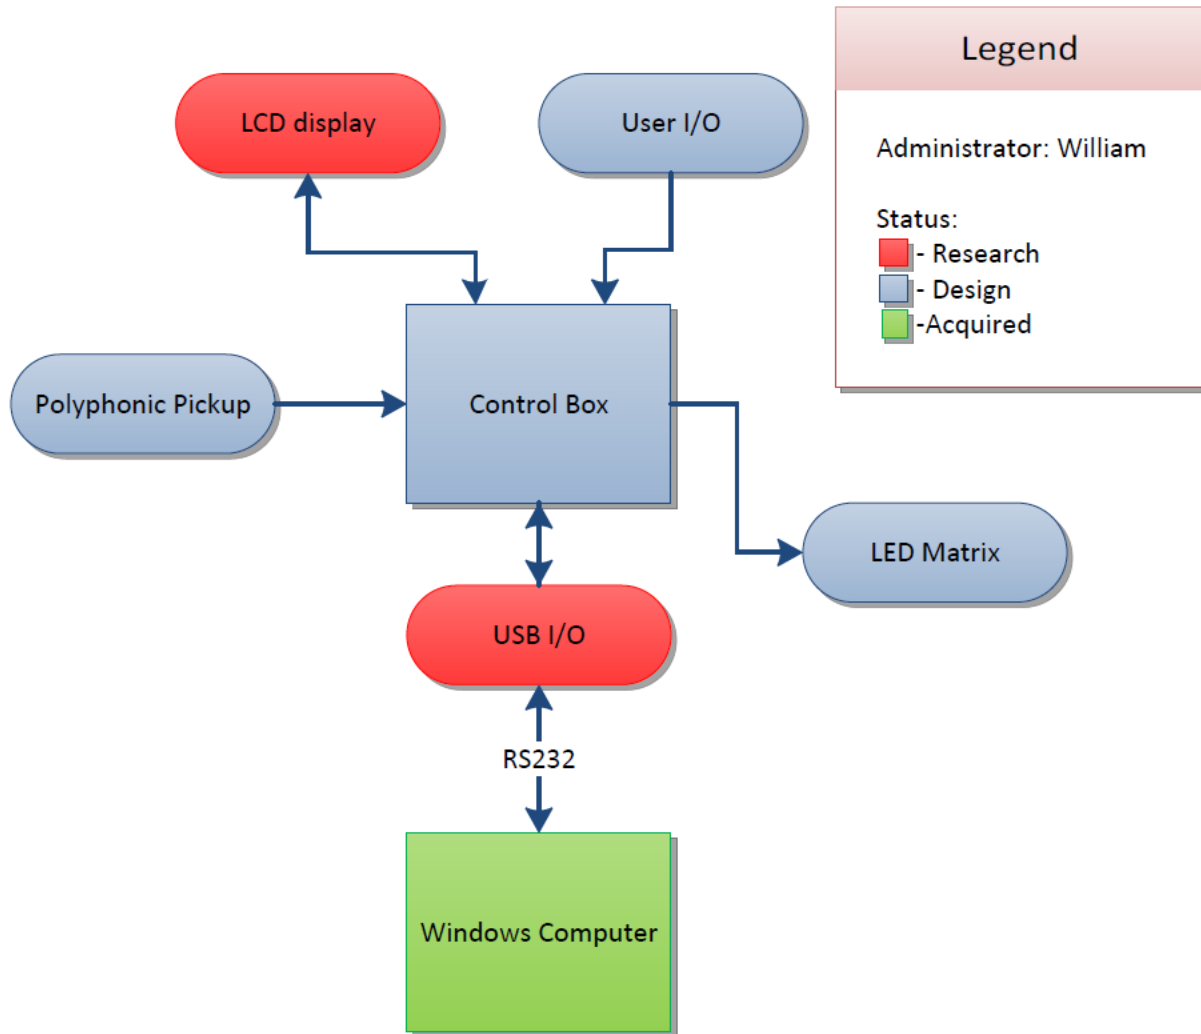 Legend
LCD display
User I/O
Administrator: William
Status:
- Research
- Design
-Acquired
Polyphonic Pickup
Control Box
LED Matrix
USB I/O
RS232
Windows Computer